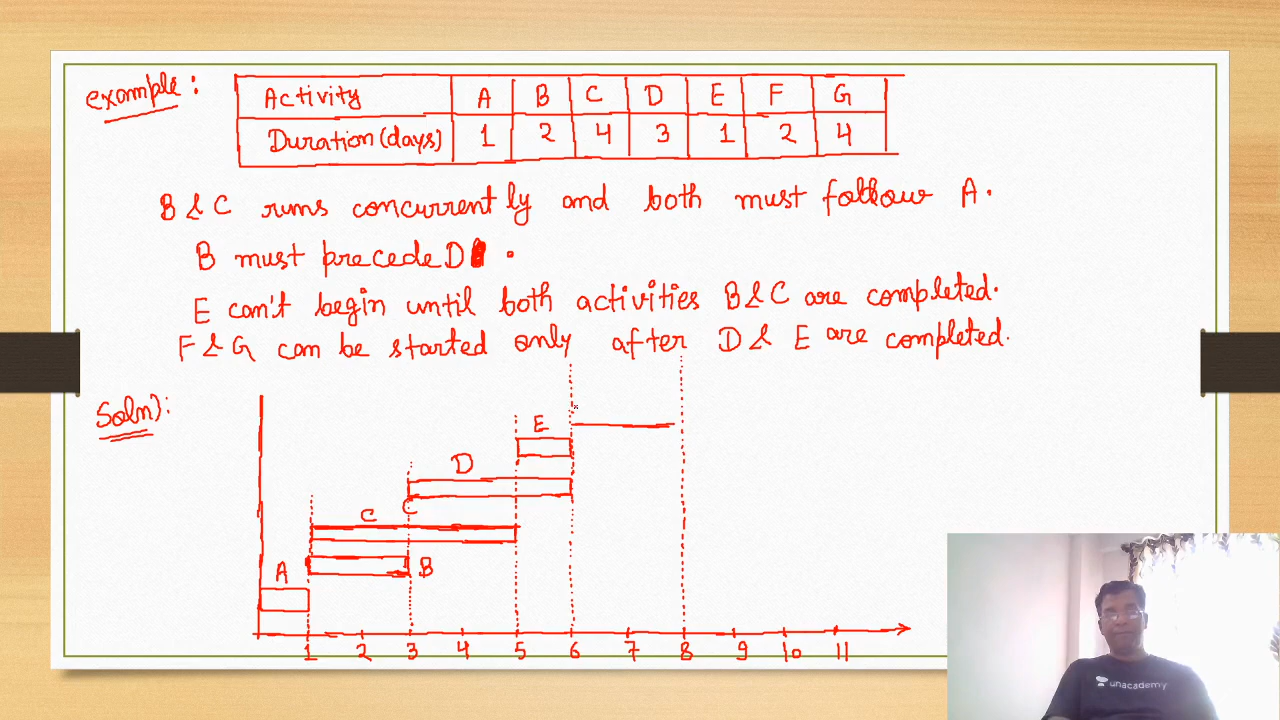 example :
Activity A B C D E F G
Duration (days) 1 2 4 3 1 2 4
B & C runs concurrently and both must follow A.
B must precede D .
E can't begin until both activities B & C are completed.
F & G can be started only after D & E are completed.
Soln):
E
D
C
C
B
A
1 2 3 4 5 6 7 8 9 10 11
unacademy